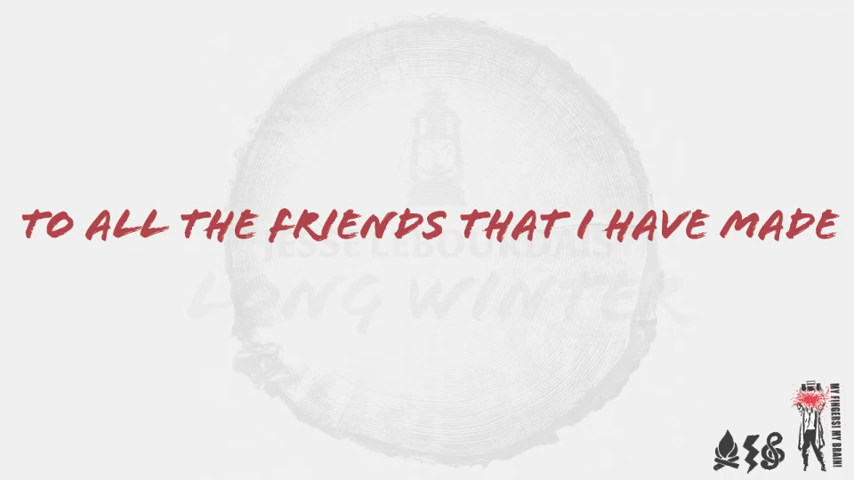 TO ALL THE FRIENDS THAT I HAVE MADE
JESSE LEBOURDAIS
LONG WINTER
MY FINGERS! MY BRAIN!